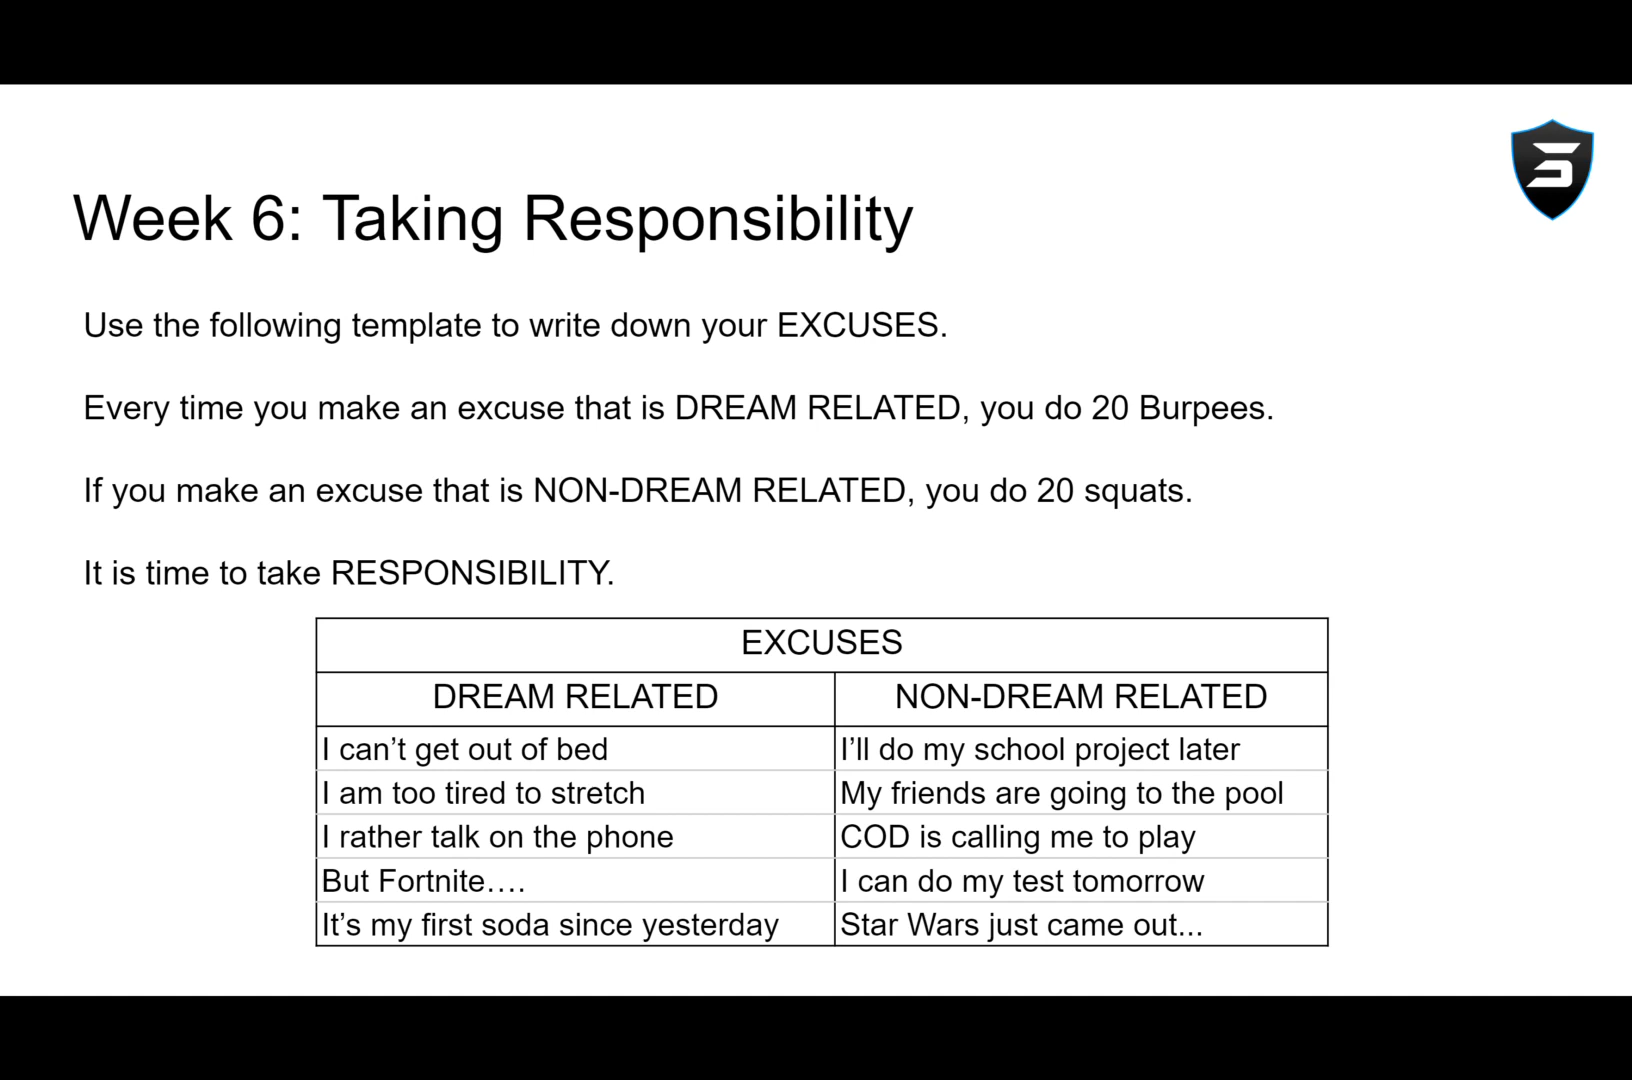 Week 6: Taking Responsibility
Use the following template to write down your EXCUSES.
Every time you make an excuse that is DREAM RELATED, you do 20 Burpees.
If you make an excuse that is NON-DREAM RELATED, you do 20 squats.
It is time to take RESPONSIBILITY.
EXCUSES
DREAM RELATED NON-DREAM RELATED
I can’t get out of bed I’ll do my school project later
I am too tired to stretch My friends are going to the pool
I rather talk on the phone COD is calling me to play
But Fortnite…. I can do my test tomorrow
It’s my first soda since yesterday Star Wars just came out...